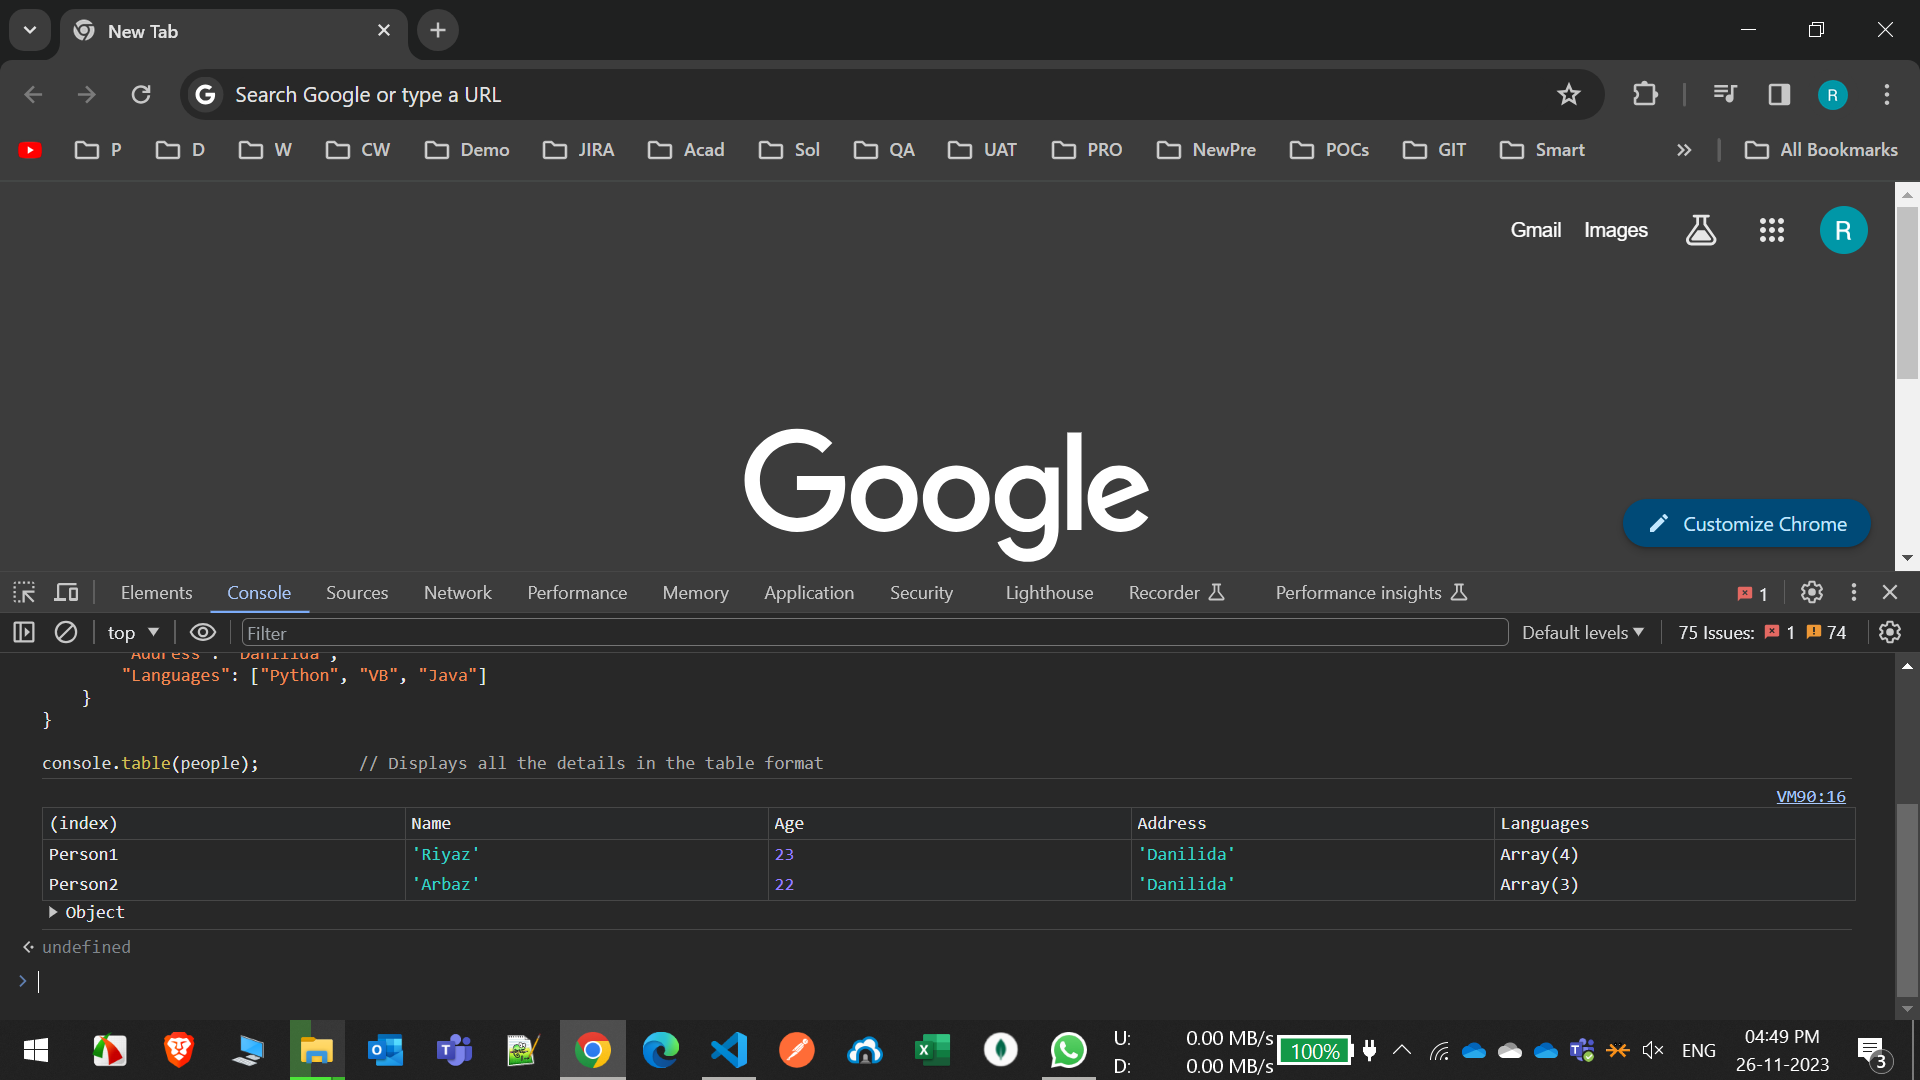 New Tab
Search Google or type a URL
R
P D W CW Demo JIRA Acad Sol QA UAT PRO NewPre POCs GIT Smart All Bookmarks
Gmail Images R
Google
Customize Chrome
Elements Console Sources Network Performance Memory Application Security Lighthouse Recorder Performance insights 1
top Filter Default levels 75 Issues: 1 74
"Address": "Danilida",
"Languages": ["Python", "VB", "Java"]
}
}
console.table(people); // Displays all the details in the table format
VM90:16
(index) Name Age Address Languages
Person1 'Riyaz' 23 'Danilida' Array(4)
Person2 'Arbaz' 22 'Danilida' Array(3)
Object
undefined
U: 0.00 MB/s
D: 0.00 MB/s
100%
ENG
04:49 PM
26-11-2023
3